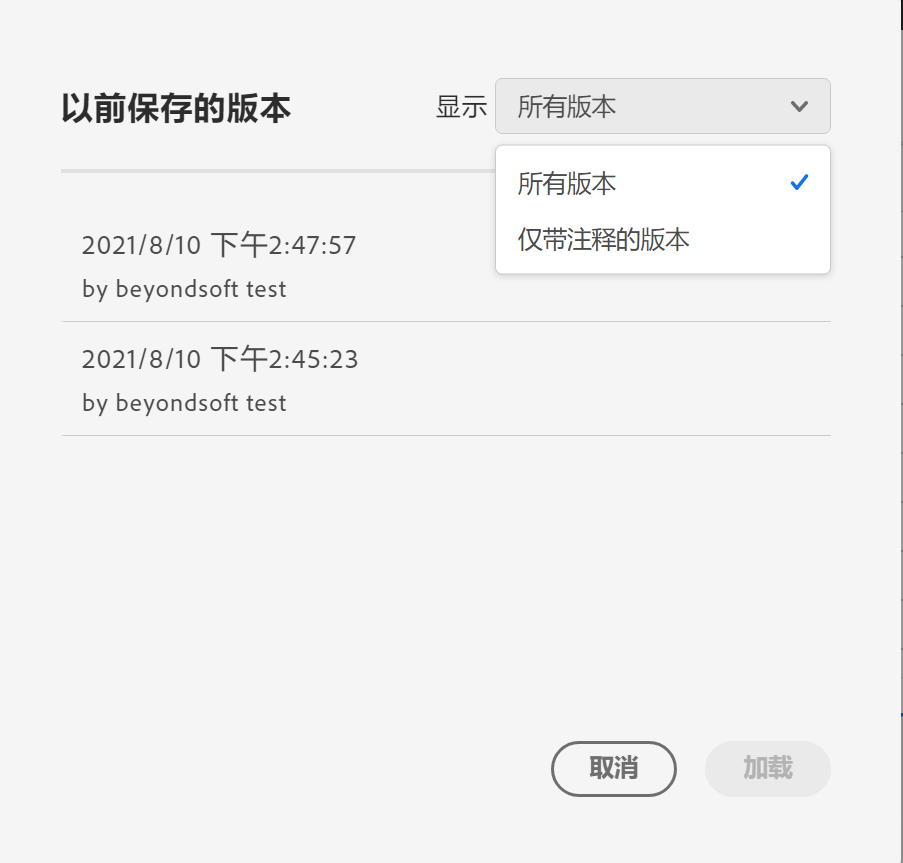 以前保存的版本
显示 所有版本
所有版本
仅带注释的版本
2021/8/10 下午2:47:57
by beyondsoft test
2021/8/10 下午2:45:23
by beyondsoft test
取消 加载